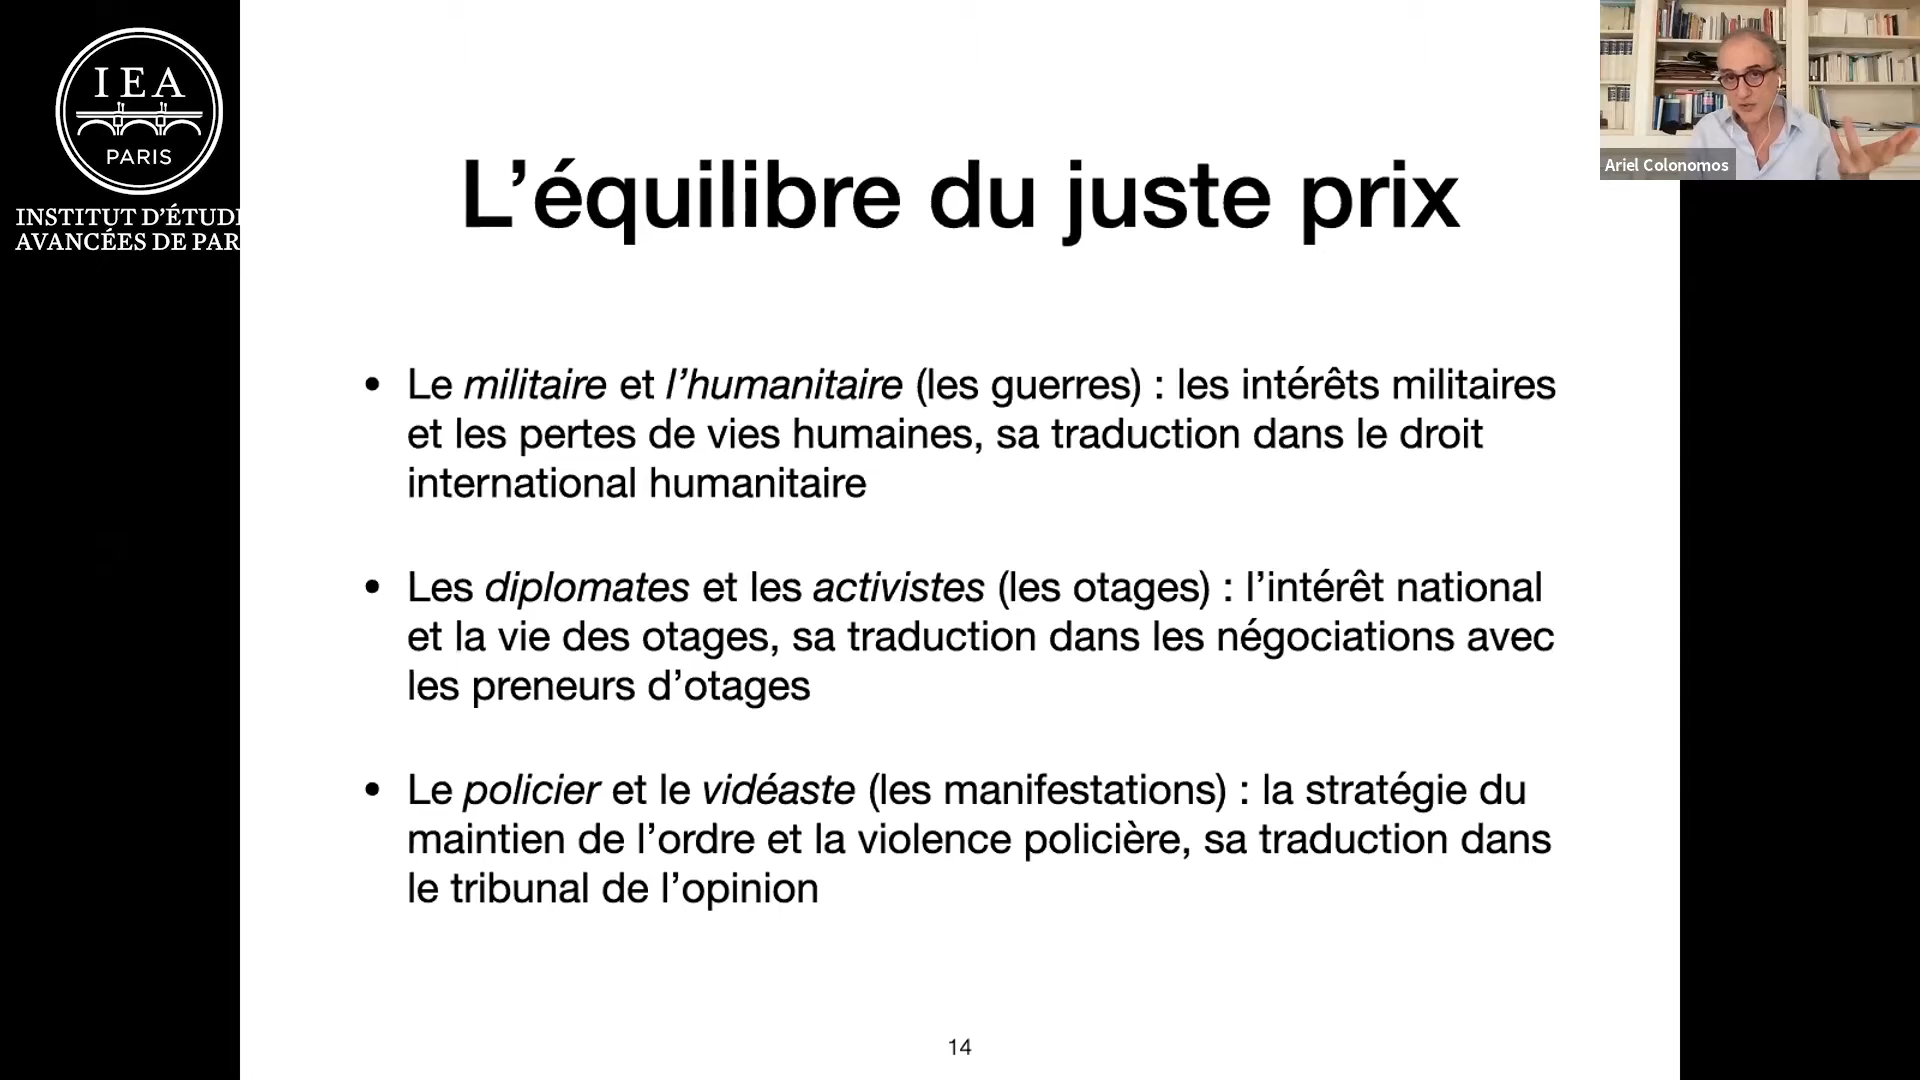 IEA
PARIS
INSTITUT D'ÉTUD
AVANCÉES DE PAR
Ariel Colonomos
L’équilibre du juste prix
• Le militaire et l’humanitaire (les guerres) : les intérêts militaires
et les pertes de vies humaines, sa traduction dans le droit
international humanitaire
• Les diplomates et les activistes (les otages) : l’intérêt national
et la vie des otages, sa traduction dans les négociations avec
les preneurs d’otages
• Le policier et le vidéaste (les manifestations) : la stratégie du
maintien de l’ordre et la violence policière, sa traduction dans
le tribunal de l’opinion
14